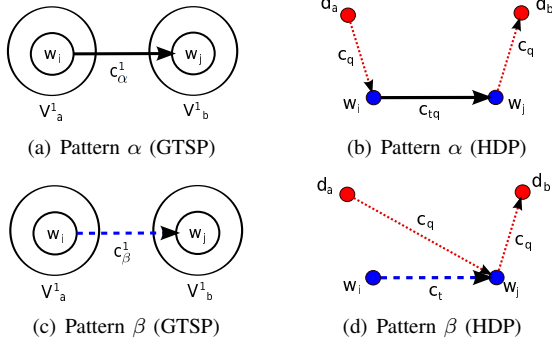 w_i w_j
c^1_α
V^1_a V^1_b
(a) Pattern α (GTSP)
d_a d_b
c_q c_q
w_i w_j
c_tq
(b) Pattern α (HDP)
w_i w_j
c^1_β
V^1_a V^1_b
(c) Pattern β (GTSP)
d_a d_b
c_q c_q
w_i w_j
c_t
(d) Pattern β (HDP)